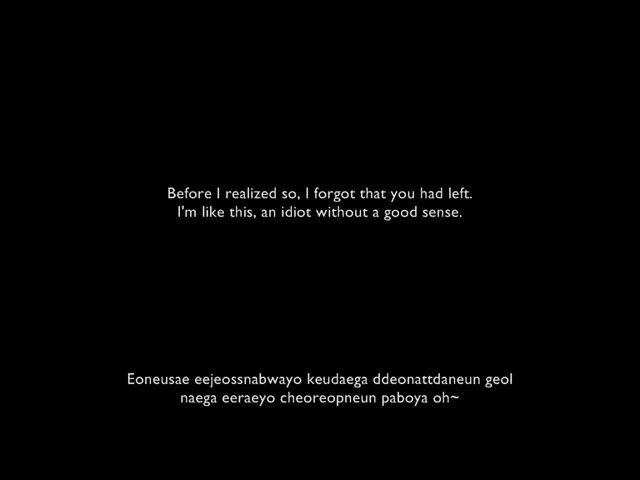 Before I realized so, I forgot that you had left.
I'm like this, an idiot without a good sense.
Eoneusae eejeossnabwayo keudaega ddeonattdaneun geol
naega eeraeyo cheoreopneun paboya oh~